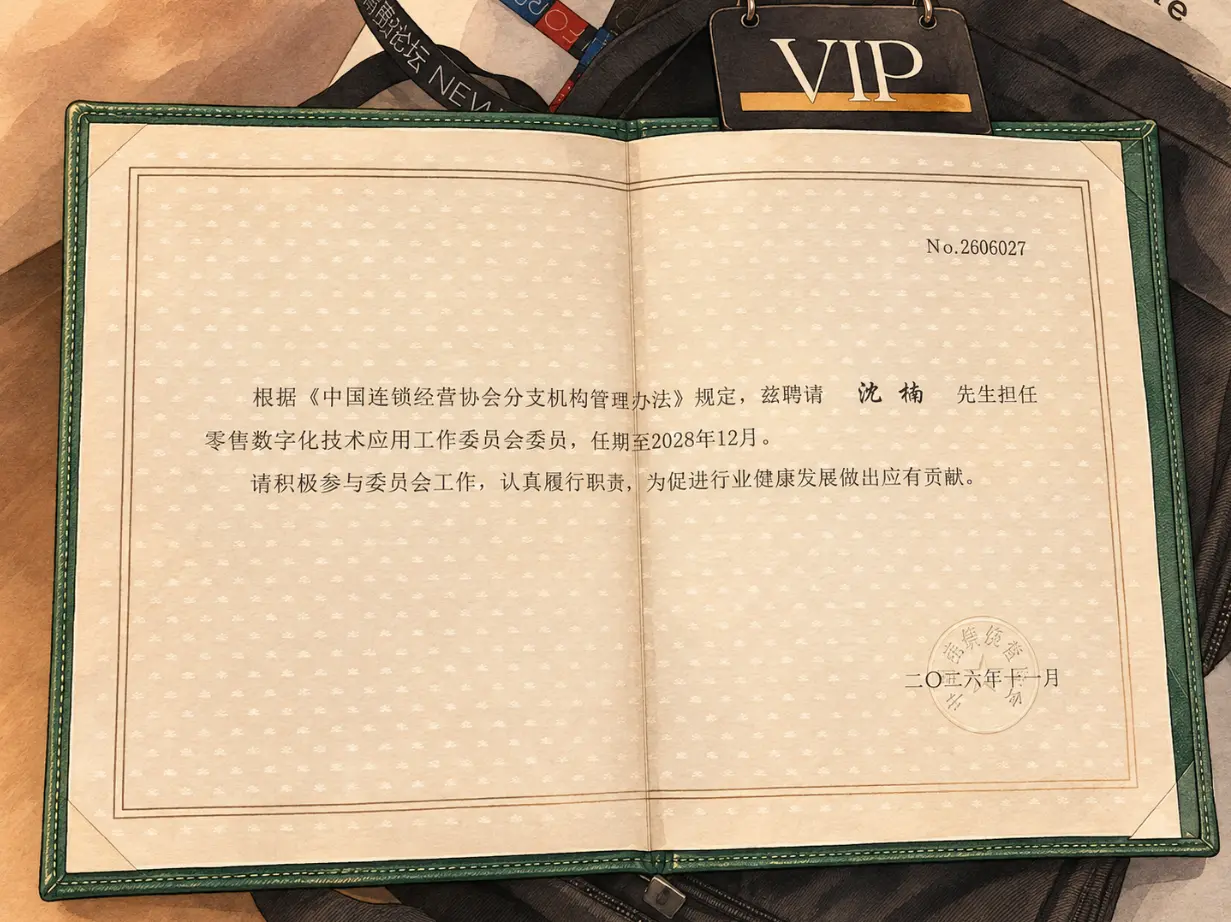 论坛 NEW
VIP
No.2606027
根据《中国连锁经营协会分支机构管理办法》规定，兹聘请 沈楠 先生担任
零售数字化技术应用工作委员会委员，任期至2028年12月。
请积极参与委员会工作，认真履行职责，为促进行业健康发展做出应有贡献。
二〇二六年十一月